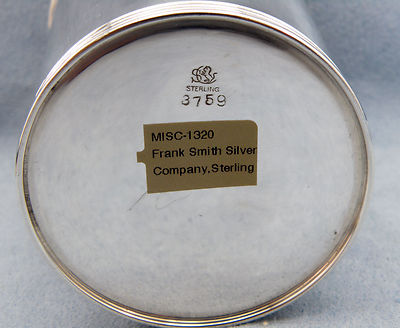 STERLING
3759
MISC-1320
Frank Smith Silver
Company,Sterling